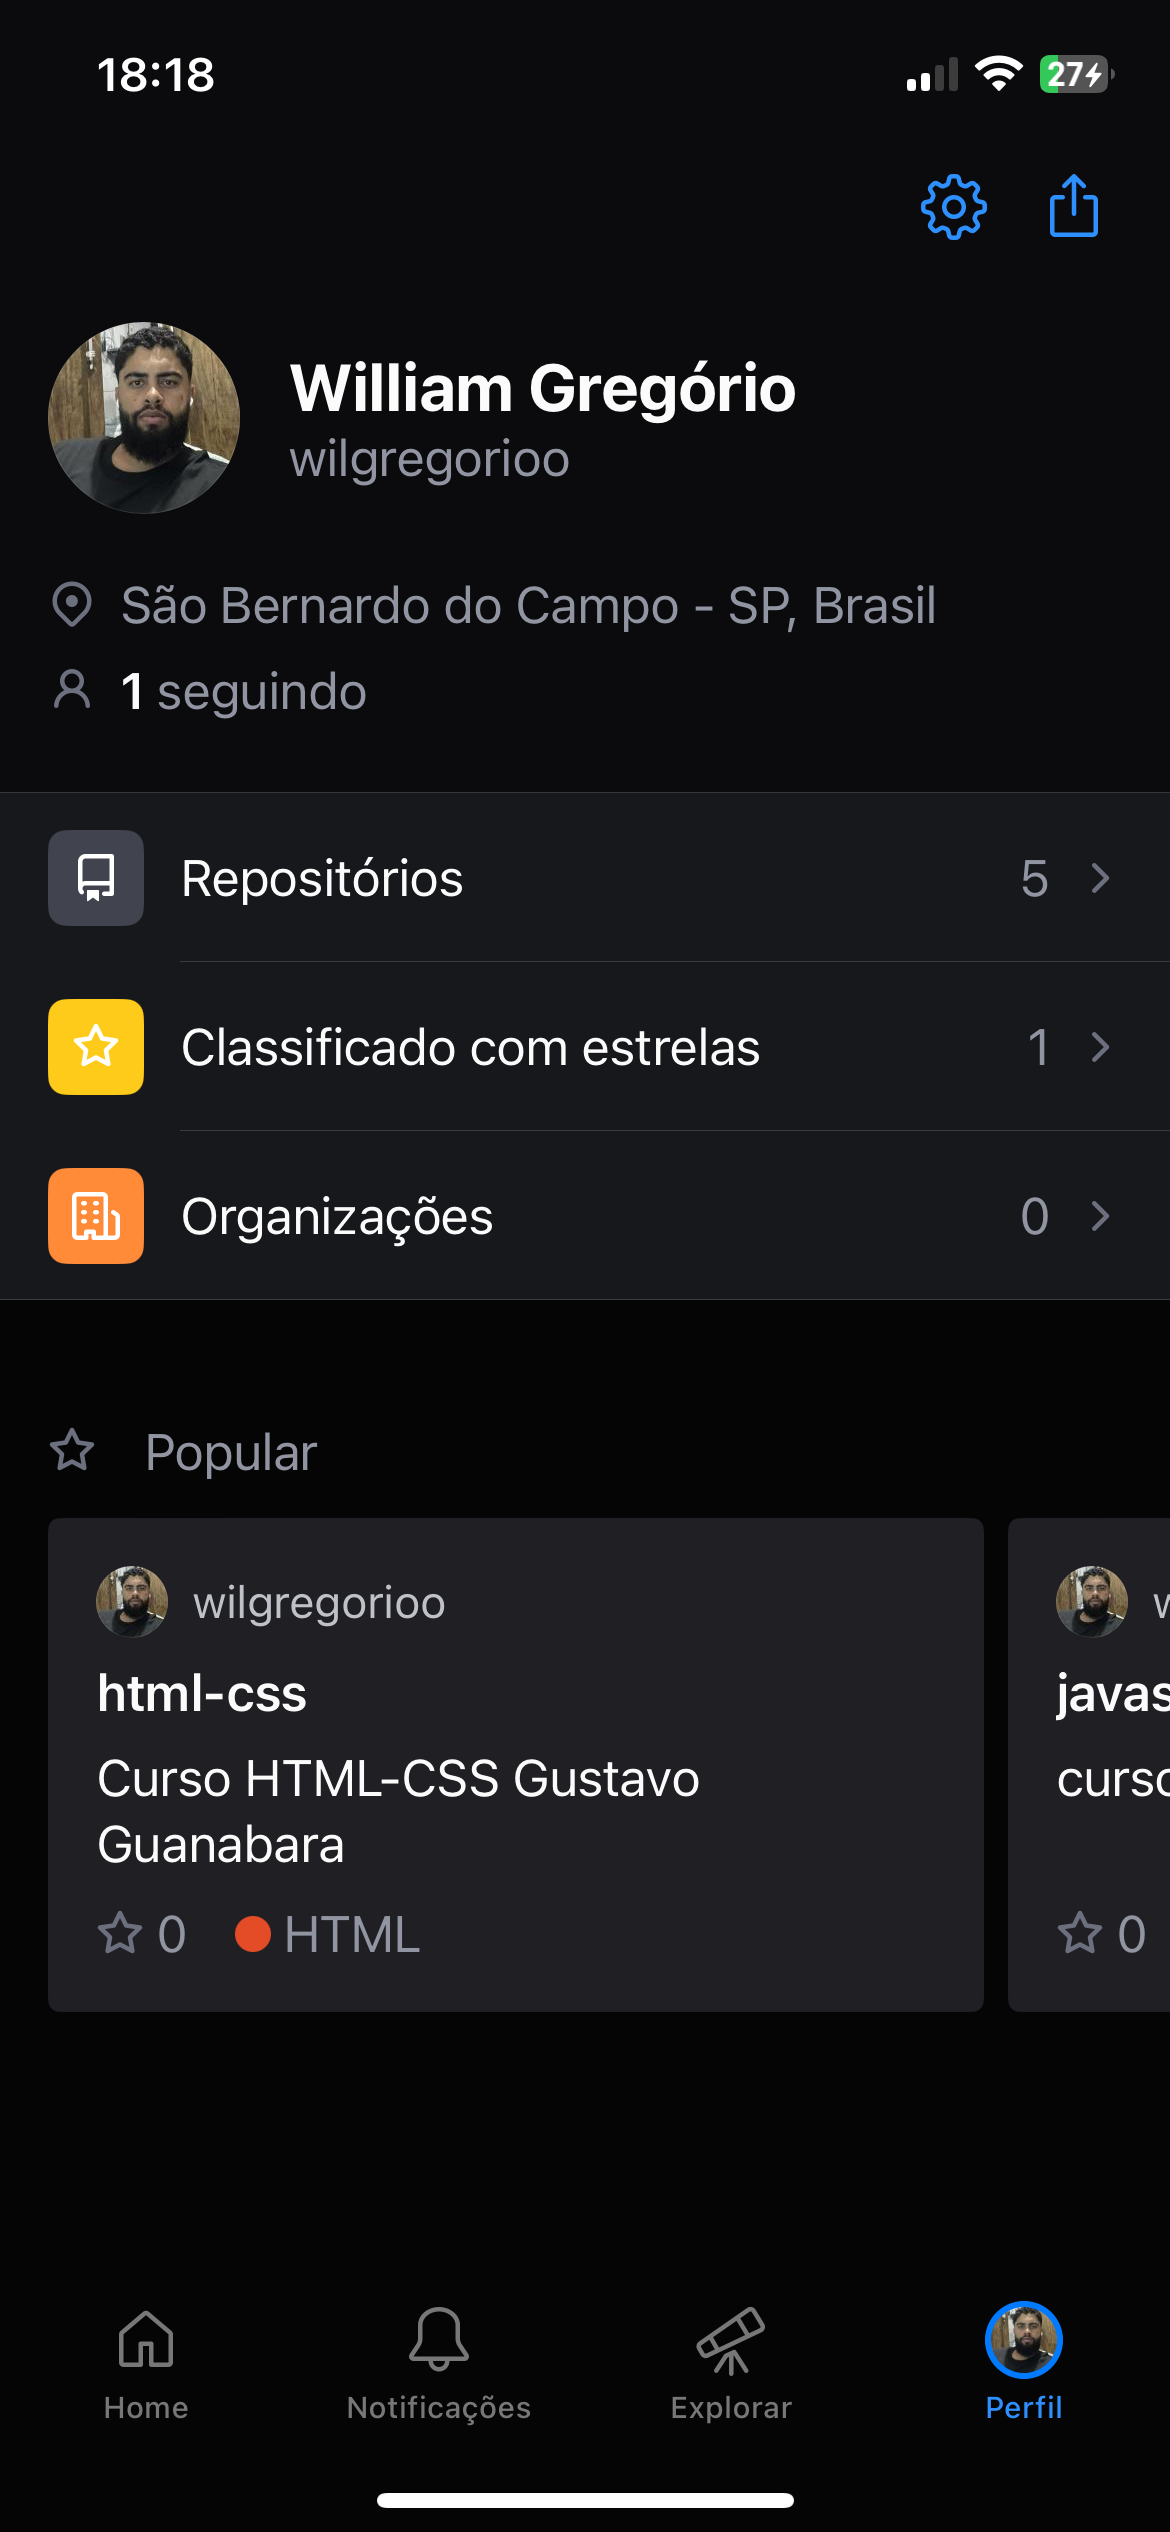 18:18
27
William Gregório
wilgregorioo
São Bernardo do Campo - SP, Brasil
1 seguindo
Repositórios 5
Classificado com estrelas 1
Organizações 0
Popular
wilgregorioo
html-css
Curso HTML-CSS Gustavo
Guanabara
0 HTML
w
javas
curso
0
Home
Notificações
Explorar
Perfil